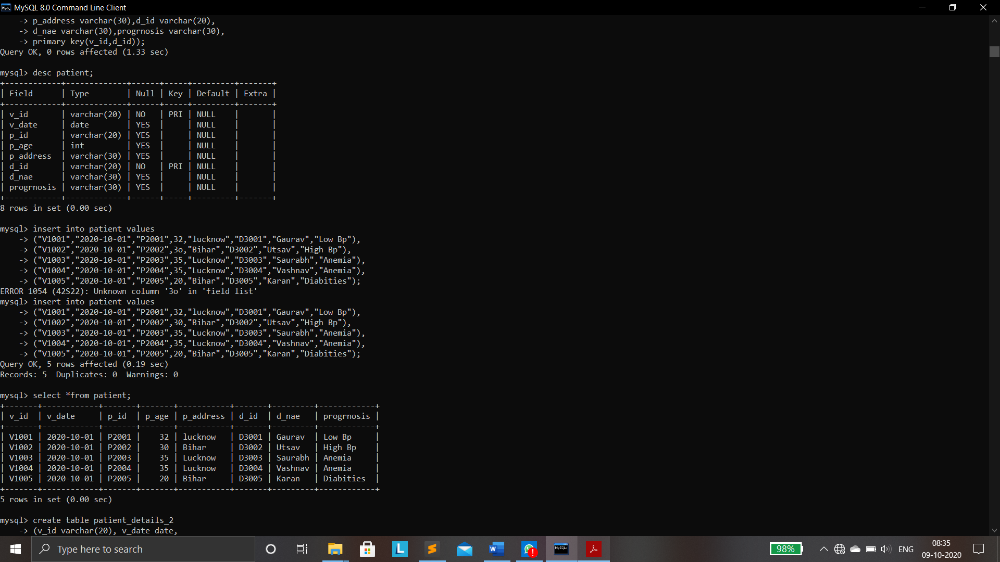 MySQL 8.0 Command Line Client
    -> p_address varchar(30),d_id varchar(20),
    -> d_nae varchar(30),progrnosis varchar(30),
    -> primary key(v_id,d_id));
Query OK, 0 rows affected (1.33 sec)

mysql> desc patient;
+------------+-------------+------+-----+---------+-------+
| Field      | Type        | Null | Key | Default | Extra |
+------------+-------------+------+-----+---------+-------+
| v_id       | varchar(20) | NO   | PRI | NULL    |       |
| v_date     | date        | YES  |     | NULL    |       |
| p_id       | varchar(20) | YES  |     | NULL    |       |
| p_age      | int         | YES  |     | NULL    |       |
| p_address  | varchar(30) | YES  |     | NULL    |       |
| d_id       | varchar(20) | NO   | PRI | NULL    |       |
| d_nae      | varchar(30) | YES  |     | NULL    |       |
| progrnosis | varchar(30) | YES  |     | NULL    |       |
+------------+-------------+------+-----+---------+-------+
8 rows in set (0.00 sec)

mysql> insert into patient values
    -> ("V1001","2020-10-01","P2001",32,"lucknow","D3001","Gaurav","Low Bp"),
    -> ("V1002","2020-10-01","P2002",3o,"Bihar","D3002","Utsav","High Bp"),
    -> ("V1003","2020-10-01","P2003",35,"Lucknow","D3003","Saurabh","Anemia"),
    -> ("V1004","2020-10-01","P2004",35,"Lucknow","D3004","Vashnav","Anemia"),
    -> ("V1005","2020-10-01","P2005",20,"Bihar","D3005","Karan","Diabities");
ERROR 1054 (42S22): Unknown column '3o' in 'field list'
mysql> insert into patient values
    -> ("V1001","2020-10-01","P2001",32,"lucknow","D3001","Gaurav","Low Bp"),
    -> ("V1002","2020-10-01","P2002",30,"Bihar","D3002","Utsav","High Bp"),
    -> ("V1003","2020-10-01","P2003",35,"Lucknow","D3003","Saurabh","Anemia"),
    -> ("V1004","2020-10-01","P2004",35,"Lucknow","D3004","Vashnav","Anemia"),
    -> ("V1005","2020-10-01","P2005",20,"Bihar","D3005","Karan","Diabities");
Query OK, 5 rows affected (0.19 sec)
Records: 5  Duplicates: 0  Warnings: 0

mysql> select *from patient;
+-------+------------+-------+-------+-----------+-------+---------+------------+
| v_id  | v_date     | p_id  | p_age | p_address | d_id  | d_nae   | progrnosis |
+-------+------------+-------+-------+-----------+-------+---------+------------+
| V1001 | 2020-10-01 | P2001 |    32 | lucknow   | D3001 | Gaurav  | Low Bp     |
| V1002 | 2020-10-01 | P2002 |    30 | Bihar     | D3002 | Utsav   | High Bp    |
| V1003 | 2020-10-01 | P2003 |    35 | Lucknow   | D3003 | Saurabh | Anemia     |
| V1004 | 2020-10-01 | P2004 |    35 | Lucknow   | D3004 | Vashnav | Anemia     |
| V1005 | 2020-10-01 | P2005 |    20 | Bihar     | D3005 | Karan   | Diabities  |
+-------+------------+-------+-------+-----------+-------+---------+------------+
5 rows in set (0.00 sec)

mysql> create table patient_details_2
    -> (v_id varchar(20), v_date date,
Type here to search
98%
ENG
08:35
09-10-2020